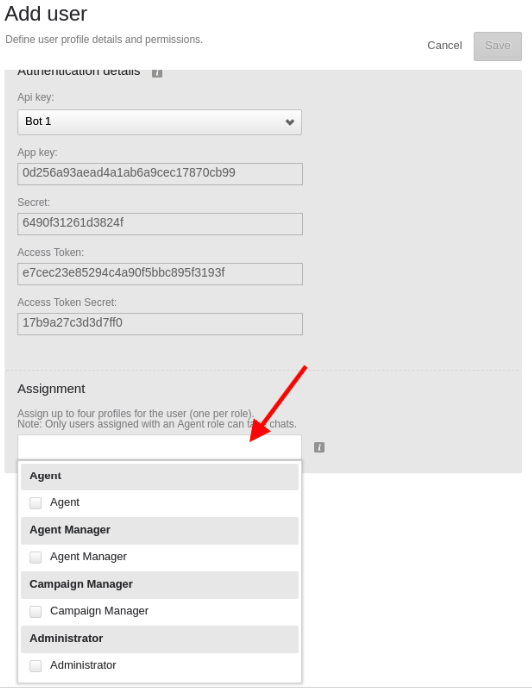 Add user
Define user profile details and permissions.
Cancel
Save
Authentication details
Api key:
Bot 1
App key:
0d256a93aead4a1ab6a9cec17870cb99
Secret:
6490f31261d3824f
Access Token:
e7cec23e85294c4a90f5bbc895f3193f
Access Token Secret:
17b9a27c3d3d7ff0
Assignment
Assign up to four profiles for the user (one per role).
Note: Only users assigned with an Agent role can take chats.
Agent
Agent
Agent Manager
Agent Manager
Campaign Manager
Campaign Manager
Administrator
Administrator